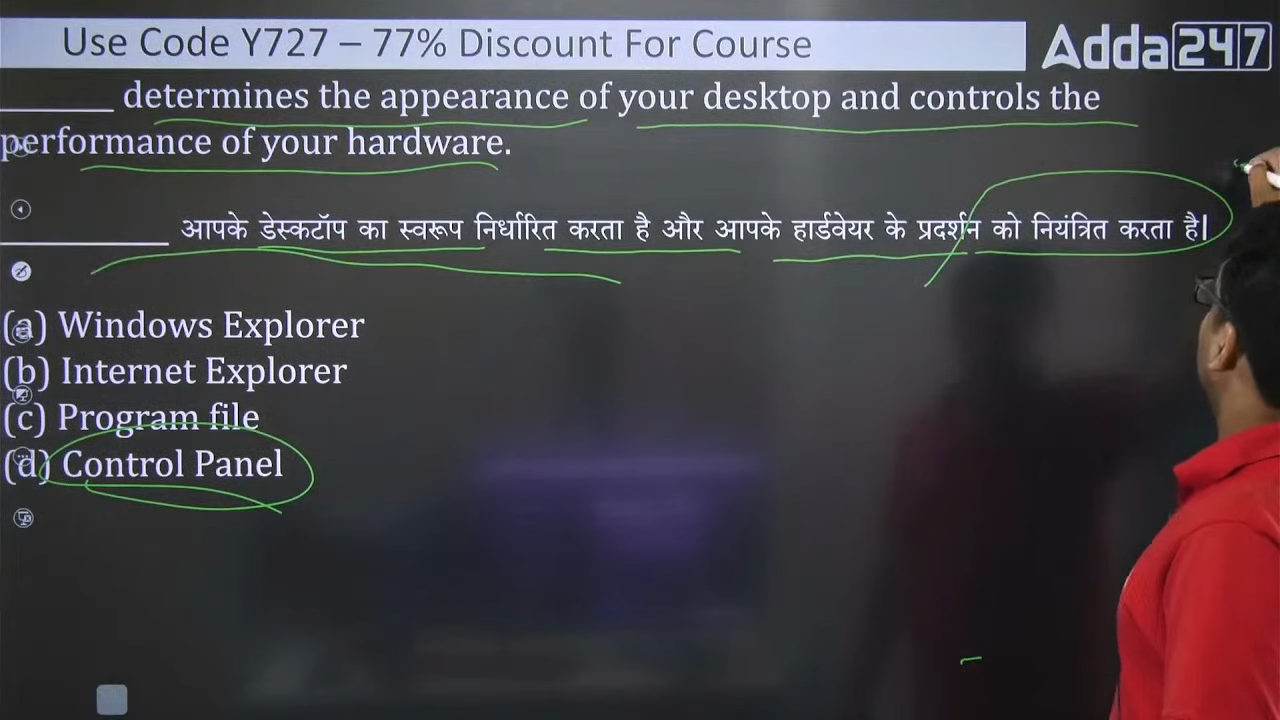 Use Code Y727 – 77% Discount For Course
Adda247
________ determines the appearance of your desktop and controls the
performance of your hardware.
____________ आपके डेस्कटॉप का स्वरूप निर्धारित करता है और आपके हार्डवेयर के प्रदर्शन को नियंत्रित करता है।
(a) Windows Explorer
(b) Internet Explorer
(c) Program file
(d) Control Panel